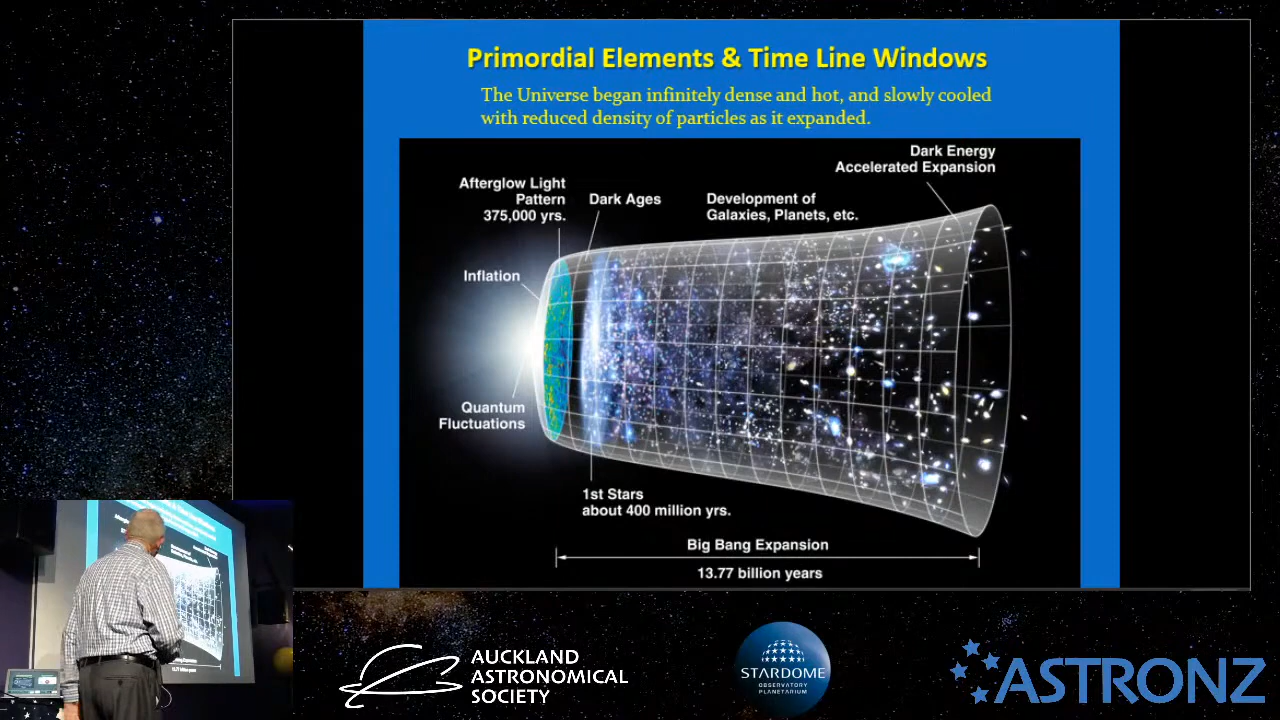 Primordial Elements & Time Line Windows
The Universe began infinitely dense and hot, and slowly cooled
with reduced density of particles as it expanded.
Dark Energy
Accelerated Expansion
Afterglow Light
Pattern
375,000 yrs.
Dark Ages
Development of
Galaxies, Planets, etc.
Inflation
Quantum
Fluctuations
1st Stars
about 400 million yrs.
Big Bang Expansion
13.77 billion years
AUCKLAND
ASTRONOMICAL
SOCIETY
STARDOME
OBSERVATORY
PLANETARIUM
ASTRONZ